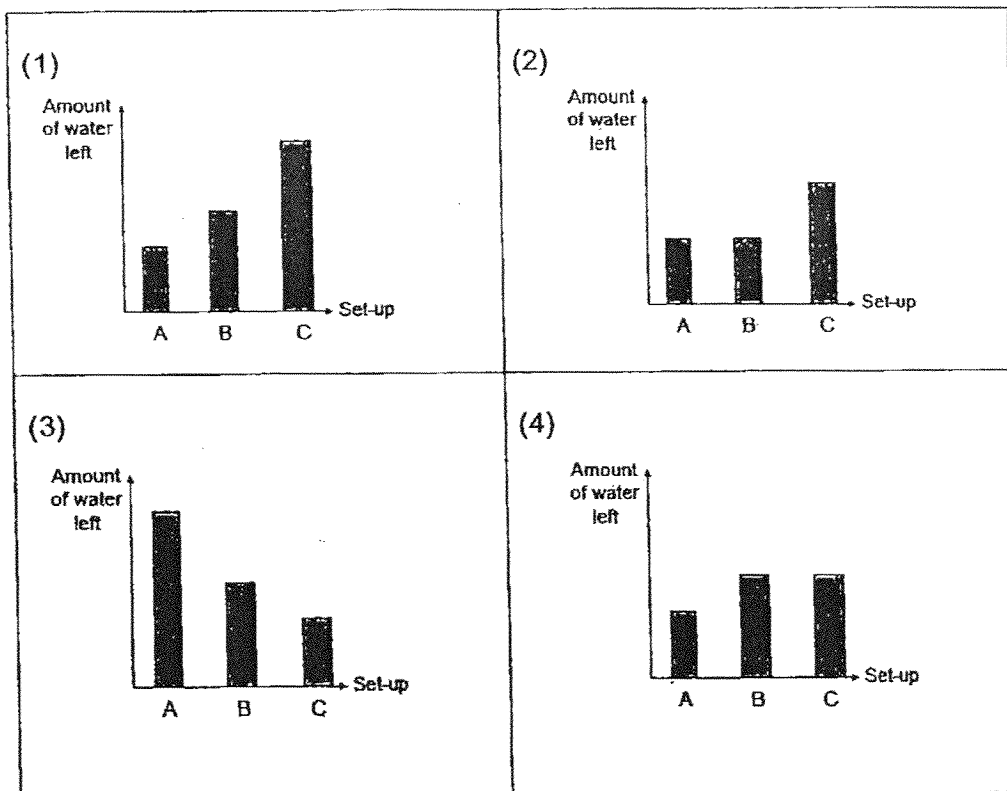 (1)
Amount
of water
left
Set-up
A B C
(2)
Amount
of water
left
Set-up
A B C
(3)
Amount
of water
left
Set-up
A B C
(4)
Amount
of water
left
Set-up
A B C